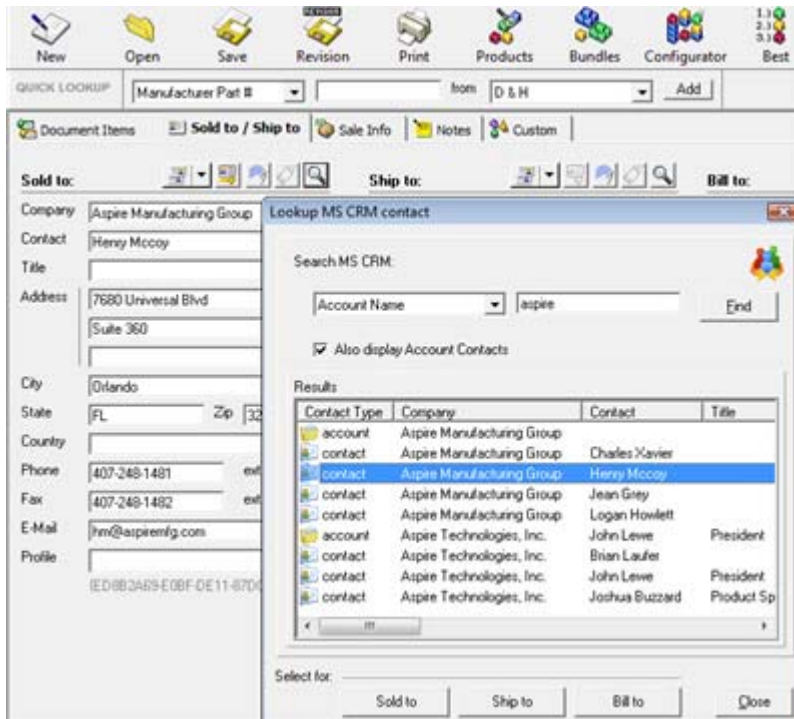 New Open Save Revision Print Products Bundles Configurator Best
QUICK LOOKUP Manufacturer Part # from D & H Add
Document Items Sold to / Ship to Sale Info Notes Custom
Sold to: Ship to: Bill to:
Company Aspire Manufacturing Group
Contact Henry Mccoy
Title
Address 7680 Universal Blvd
Suite 360
City Orlando
State FL Zip 32
Country
Phone 407-248-1481 ext
Fax 407-248-1482 ext
E-Mail hm@aspiremfg.com
Profile
Lookup MS CRM contact
Search MS CRM:
Account Name aspire Find
Also display Account Contacts
Results
Contact Type Company Contact Title
account Aspire Manufacturing Group
contact Aspire Manufacturing Group Charles Xavier
contact Aspire Manufacturing Group Henry Mccoy
contact Aspire Manufacturing Group Jean Grey
contact Aspire Manufacturing Group Logan Howlett
account Aspire Technologies, Inc. John Lewe President
contact Aspire Technologies, Inc. Brian Laufer
contact Aspire Technologies, Inc. John Lewe President
contact Aspire Technologies, Inc. Joshua Buzzard Product Sp
Select for:
Sold to Ship to Bill to Close